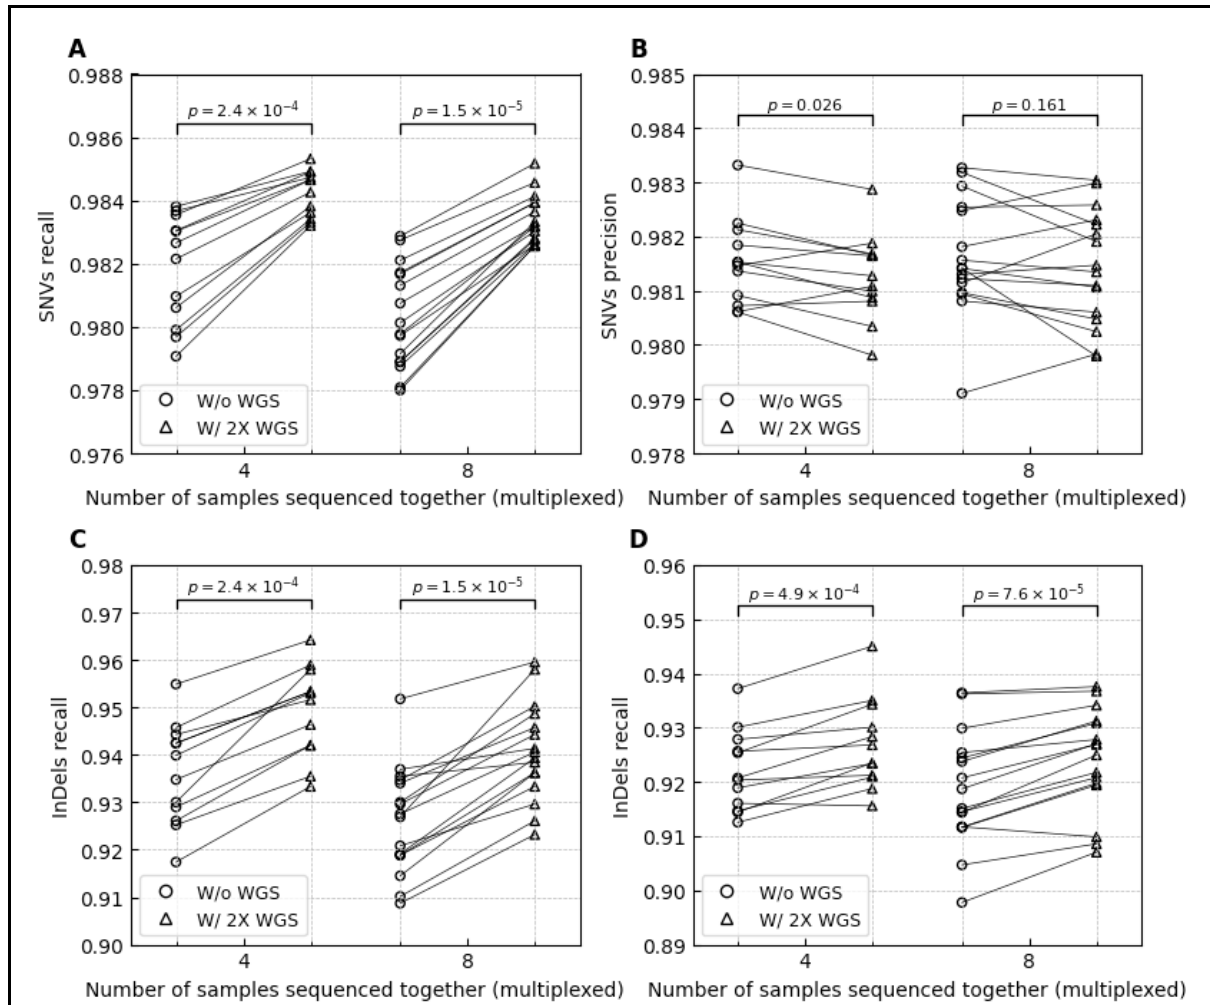 A
0.988
0.986
0.984
0.982
0.980
0.978
0.976
SNVs recall
p = 2.4 × 10⁻⁴
p = 1.5 × 10⁻⁵
W/o WGS
W/ 2X WGS
4
8
Number of samples sequenced together (multiplexed)
B
0.985
0.984
0.983
0.982
0.981
0.980
0.979
0.978
SNVs precision
p = 0.026
p = 0.161
W/o WGS
W/ 2X WGS
4
8
Number of samples sequenced together (multiplexed)
C
0.98
0.97
0.96
0.95
0.94
0.93
0.92
0.91
0.90
InDels recall
p = 2.4 × 10⁻⁴
p = 1.5 × 10⁻⁵
W/o WGS
W/ 2X WGS
4
8
Number of samples sequenced together (multiplexed)
D
0.96
0.95
0.94
0.93
0.92
0.91
0.90
0.89
InDels recall
p = 4.9 × 10⁻⁴
p = 7.6 × 10⁻⁵
W/o WGS
W/ 2X WGS
4
8
Number of samples sequenced together (multiplexed)